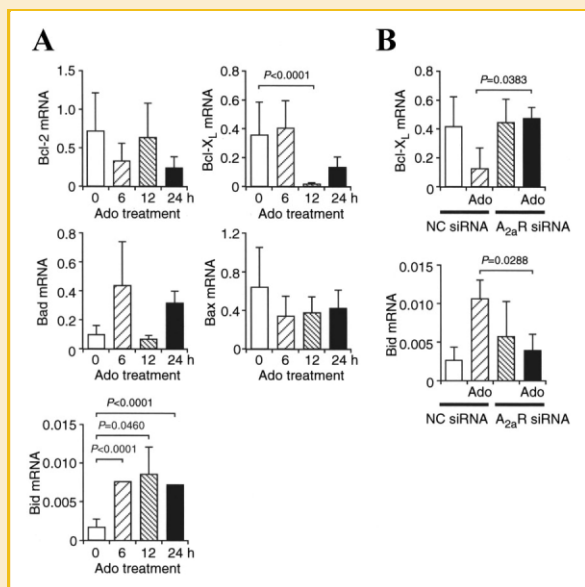 A
B
Bcl-2 mRNA
1.5
1.0
0.5
0
0 6 12 24 h
Ado treatment
Bcl-X_L mRNA
P<0.0001
0.8
0.6
0.4
0.2
0
0 6 12 24 h
Ado treatment
Bcl-X_L mRNA
P=0.0383
0.8
0.6
0.4
0.2
0
Ado Ado
NC siRNA A_2aR siRNA
Bad mRNA
0.8
0.6
0.4
0.2
0
0 6 12 24 h
Ado treatment
Bax mRNA
1.2
0.8
0.4
0
0 6 12 24 h
Ado treatment
Bid mRNA
P=0.0288
0.015
0.010
0.005
0
Ado Ado
NC siRNA A_2aR siRNA
Bid mRNA
P<0.0001
P=0.0460
P<0.0001
0.015
0.010
0.005
0
0 6 12 24 h
Ado treatment